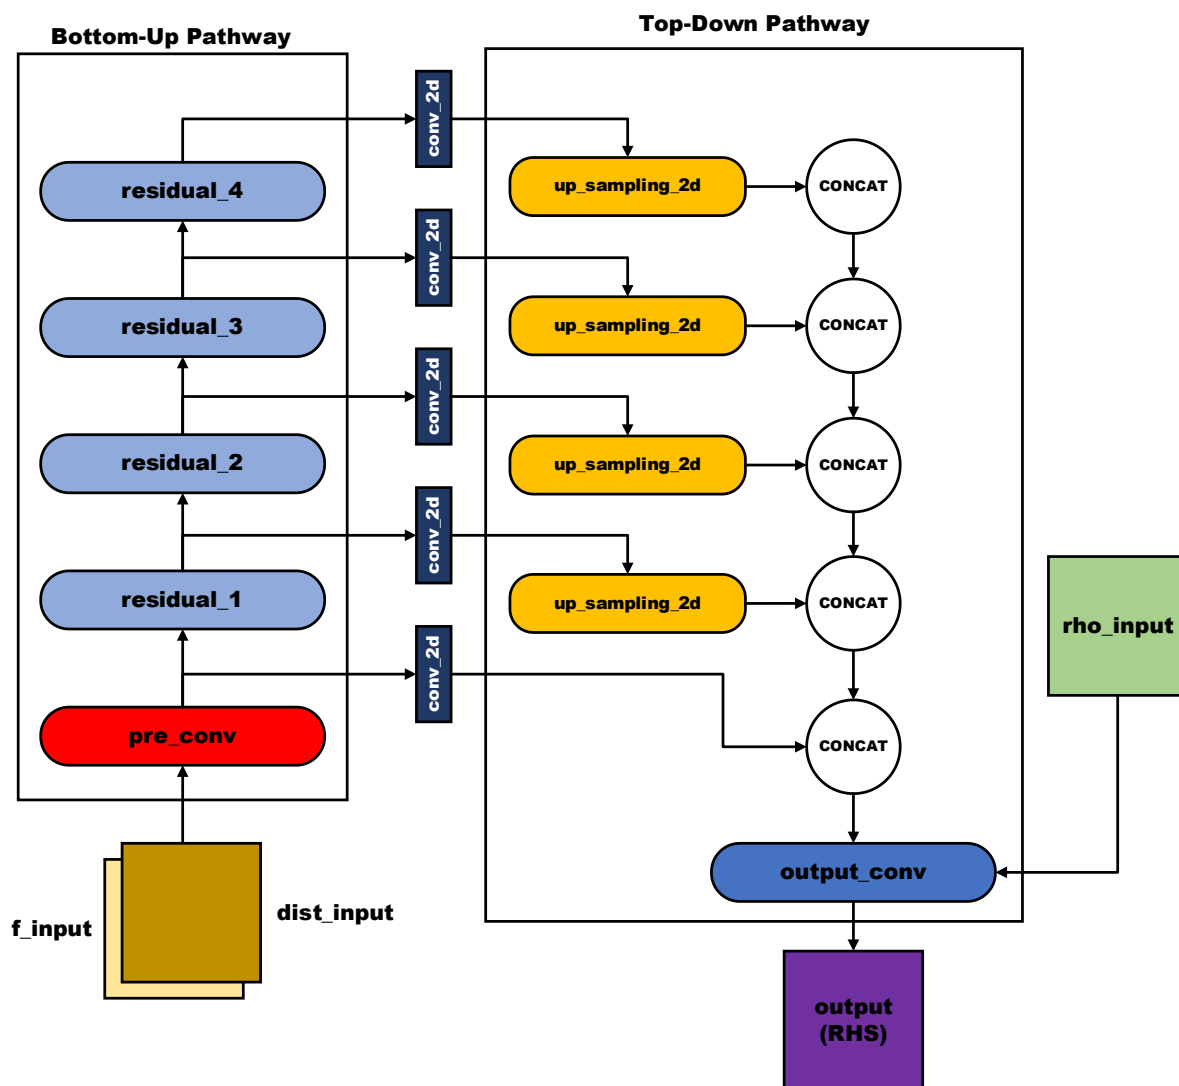 Bottom-Up Pathway
Top-Down Pathway
conv_2d
residual_4
up_sampling_2d
CONCAT
conv_2d
residual_3
up_sampling_2d
CONCAT
conv_2d
residual_2
up_sampling_2d
CONCAT
conv_2d
residual_1
up_sampling_2d
CONCAT
rho_input
conv_2d
pre_conv
CONCAT
output_conv
f_input
dist_input
output
(RHS)